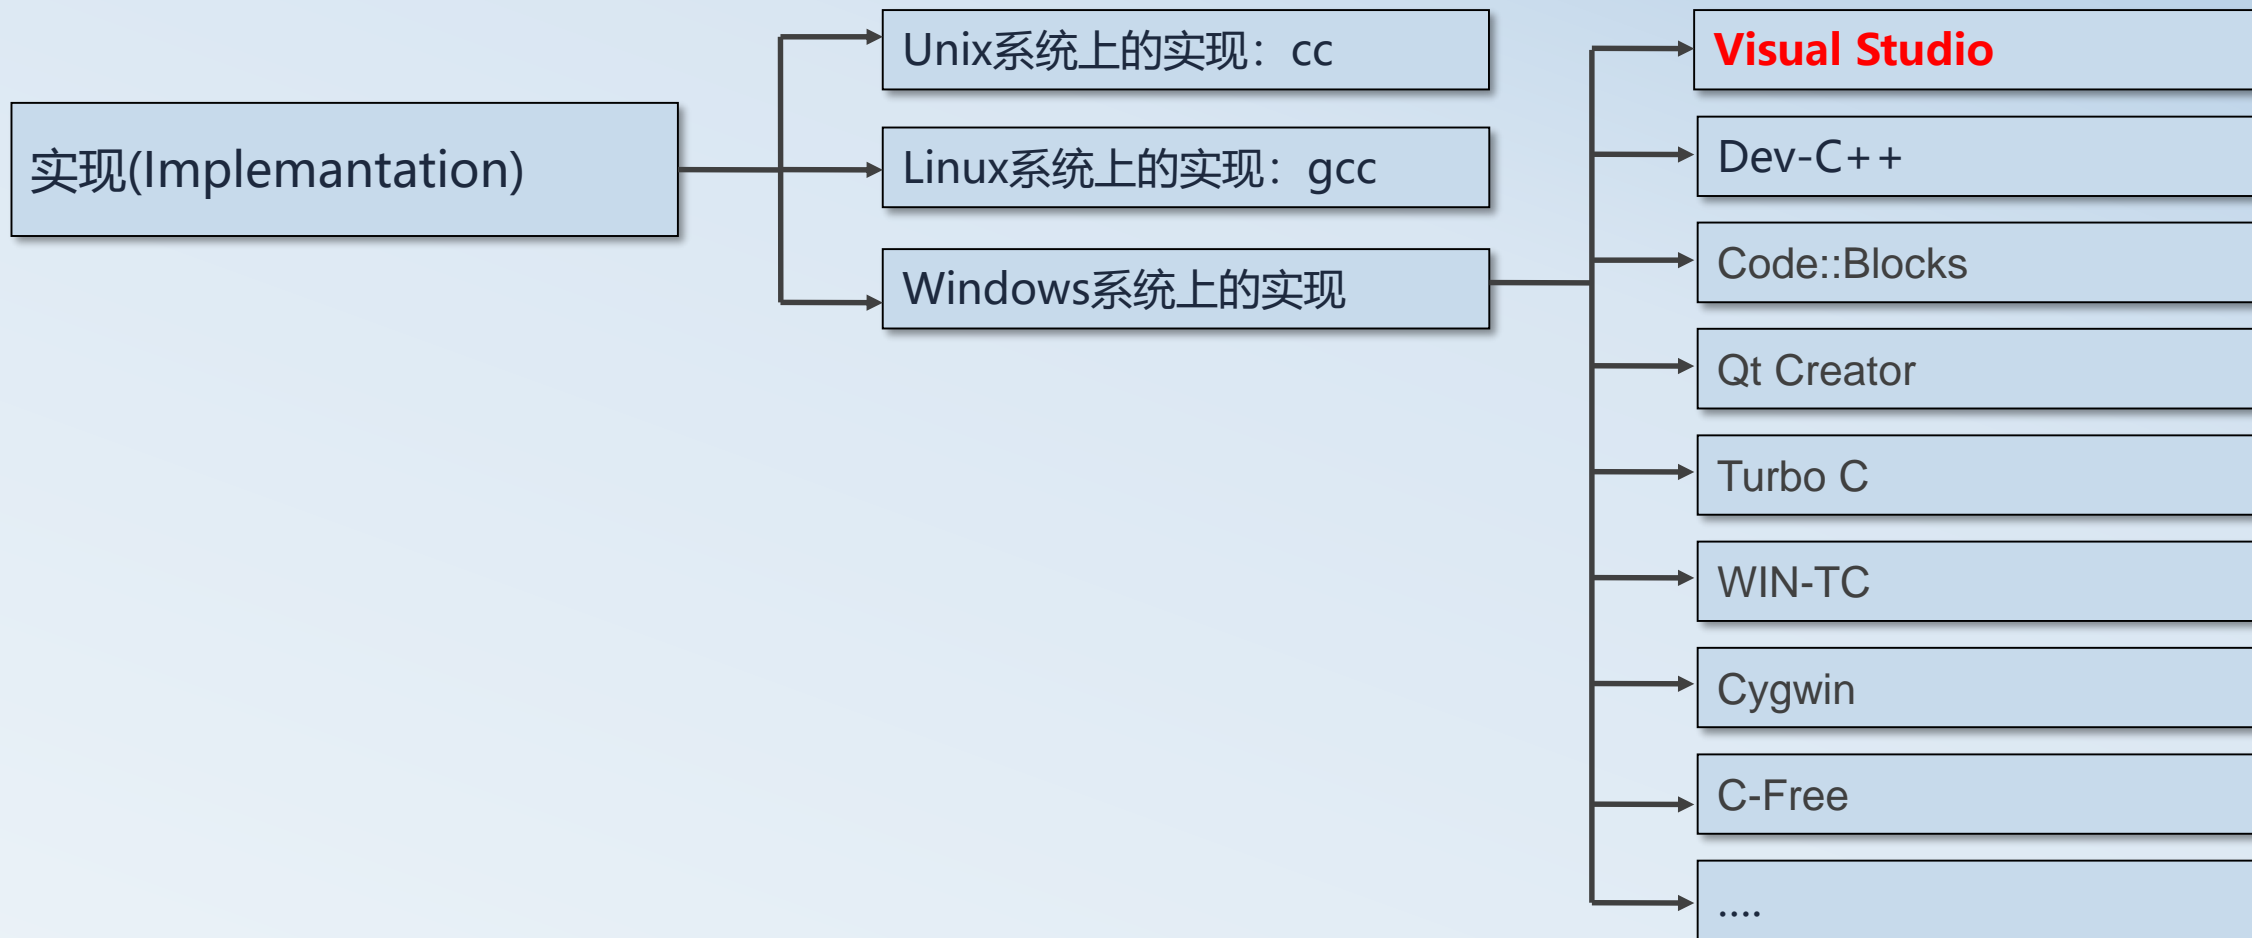 实现(Implemantation)
Unix系统上的实现：cc
Linux系统上的实现：gcc
Windows系统上的实现
Visual Studio
Dev-C++
Code::Blocks
Qt Creator
Turbo C
WIN-TC
Cygwin
C-Free
....